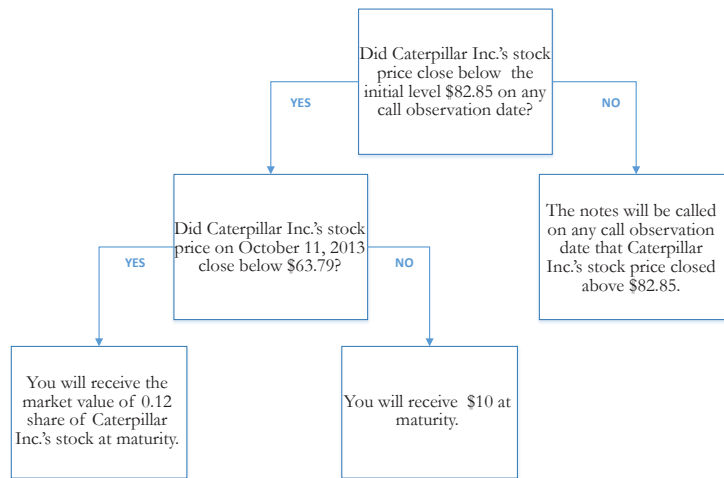 Did Caterpillar Inc.'s stock
price close below the
initial level $82.85 on any
call observation date?
YES
NO
Did Caterpillar Inc.'s stock
price on October 11, 2013
close below $63.79?
The notes will be called
on any call observation
date that Caterpillar
Inc.'s stock price closed
above $82.85.
YES
NO
You will receive the
market value of 0.12
share of Caterpillar
Inc.'s stock at maturity.
You will receive $10 at
maturity.